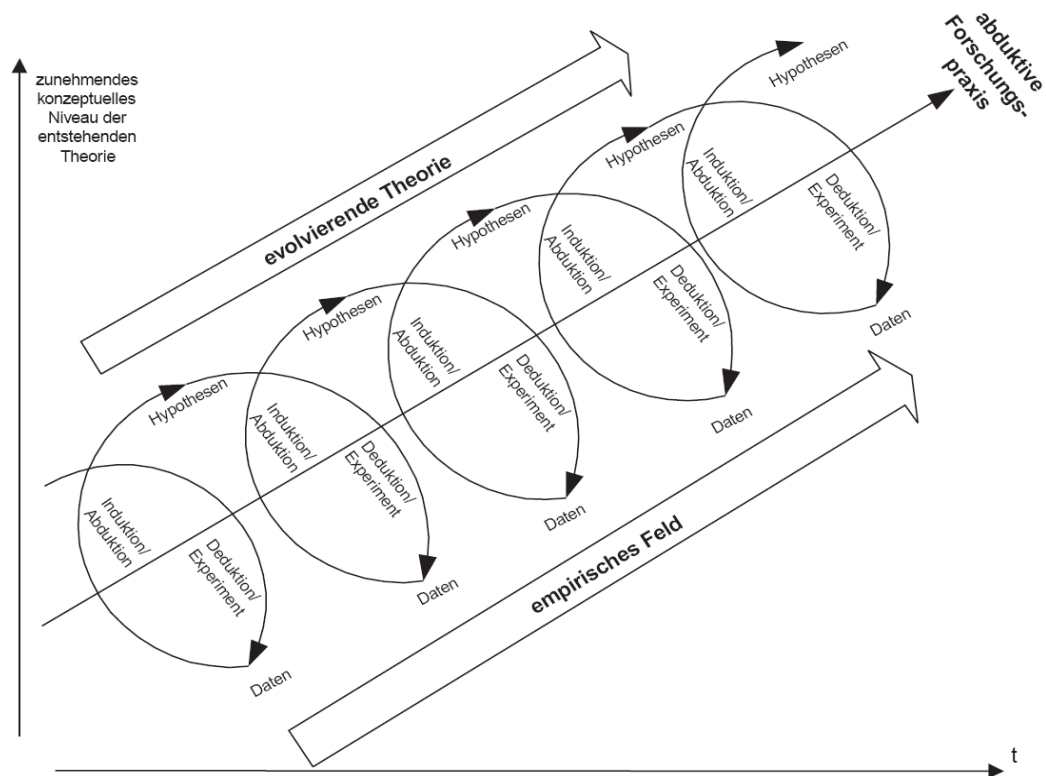 zunehmendes
konzeptuelles
Niveau der
entstehenden
Theorie
abduktive
Forschungs-
praxis
evolvierende Theorie
Hypothesen
Induktion/
Abduktion
Deduktion/
Experiment
Daten
Hypothesen
Induktion/
Abduktion
Deduktion/
Experiment
Daten
Hypothesen
Induktion/
Abduktion
Deduktion/
Experiment
Daten
Hypothesen
Induktion/
Abduktion
Deduktion/
Experiment
Daten
Hypothesen
Induktion/
Abduktion
Deduktion/
Experiment
Daten
empirisches Feld
t